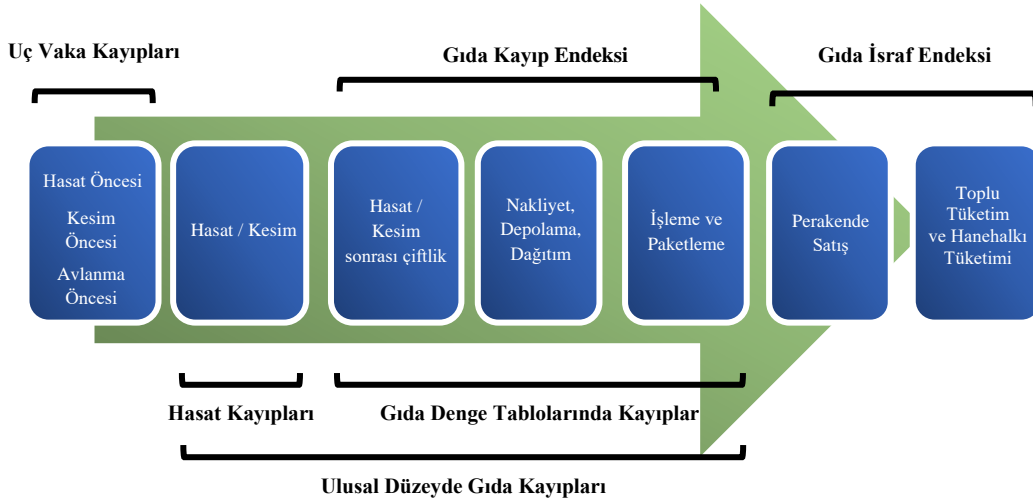 Uç Vaka Kayıpları
Gıda Kayıp Endeksi
Gıda İsraf Endeksi
Hasat Öncesi
Kesim
Öncesi
Avlanma
Öncesi
Hasat / Kesim
Hasat /
Kesim
sonrası çiftlik
Nakliyet,
Depolama,
Dağıtım
İşleme ve
Paketleme
Perakende
Satış
Toplu
Tüketim
ve Hanehalkı
Tüketimi
Hasat Kayıpları
Gıda Denge Tablolarında Kayıplar
Ulusal Düzeyde Gıda Kayıpları